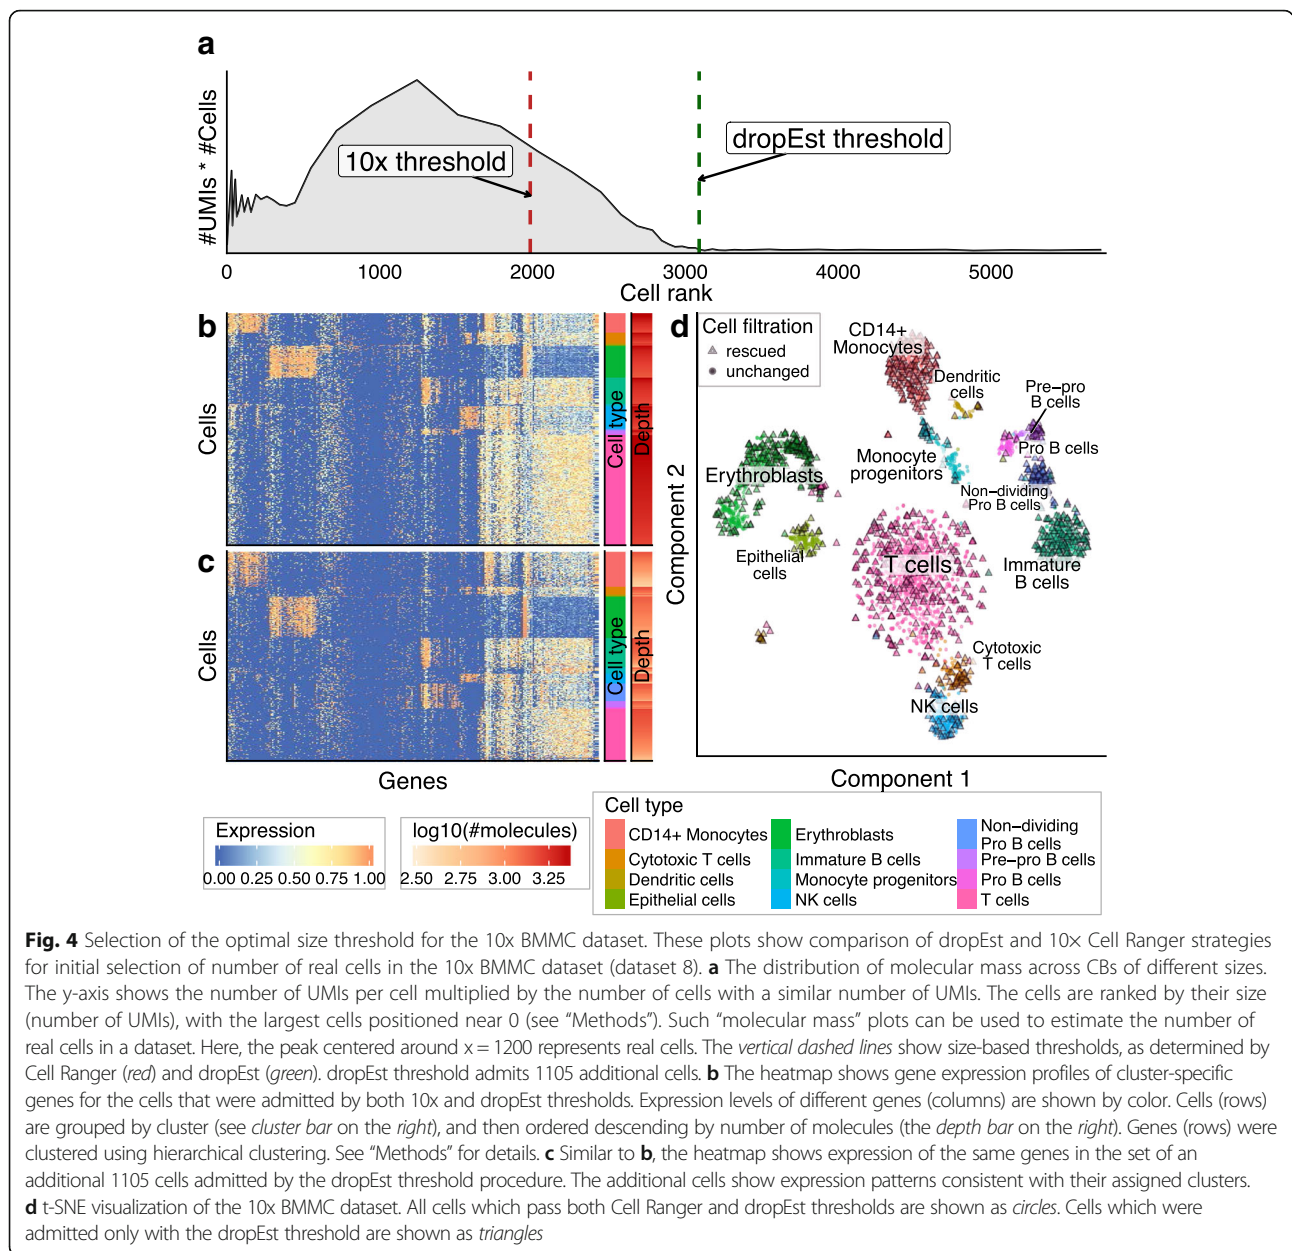 a
#UMIs * #Cells
10x threshold
dropEst threshold
0 1000 2000 3000 4000 5000
Cell rank
b
Cells
Cell type
Depth
c
Cells
Cell type
Depth
Genes
d
Cell filtration
rescued
unchanged
CD14+
Monocytes
Dendritic
cells
Pre−pro
B cells
Pro B cells
Monocyte
progenitors
Non−dividing
Pro B cells
Erythroblasts
Epithelial
cells
T cells
Immature
B cells
Cytotoxic
T cells
NK cells
Component 2
Component 1
Expression
0.00 0.25 0.50 0.75 1.00
log10(#molecules)
2.50 2.75 3.00 3.25
Cell type
CD14+ Monocytes
Cytotoxic T cells
Dendritic cells
Epithelial cells
Erythroblasts
Immature B cells
Monocyte progenitors
NK cells
Non−dividing
Pro B cells
Pre−pro B cells
Pro B cells
T cells
Fig. 4 Selection of the optimal size threshold for the 10x BMMC dataset. These plots show comparison of dropEst and 10× Cell Ranger strategies
for initial selection of number of real cells in the 10x BMMC dataset (dataset 8). a The distribution of molecular mass across CBs of different sizes.
The y-axis shows the number of UMIs per cell multiplied by the number of cells with a similar number of UMIs. The cells are ranked by their size
(number of UMIs), with the largest cells positioned near 0 (see “Methods”). Such “molecular mass” plots can be used to estimate the number of
real cells in a dataset. Here, the peak centered around x = 1200 represents real cells. The vertical dashed lines show size-based thresholds, as determined by
Cell Ranger (red) and dropEst (green). dropEst threshold admits 1105 additional cells. b The heatmap shows gene expression profiles of cluster-specific
genes for the cells that were admitted by both 10x and dropEst thresholds. Expression levels of different genes (columns) are shown by color. Cells (rows)
are grouped by cluster (see cluster bar on the right), and then ordered descending by number of molecules (the depth bar on the right). Genes (rows) were
clustered using hierarchical clustering. See “Methods” for details. c Similar to b, the heatmap shows expression of the same genes in the set of an
additional 1105 cells admitted by the dropEst threshold procedure. The additional cells show expression patterns consistent with their assigned clusters.
d t-SNE visualization of the 10x BMMC dataset. All cells which pass both Cell Ranger and dropEst thresholds are shown as circles. Cells which were
admitted only with the dropEst threshold are shown as triangles